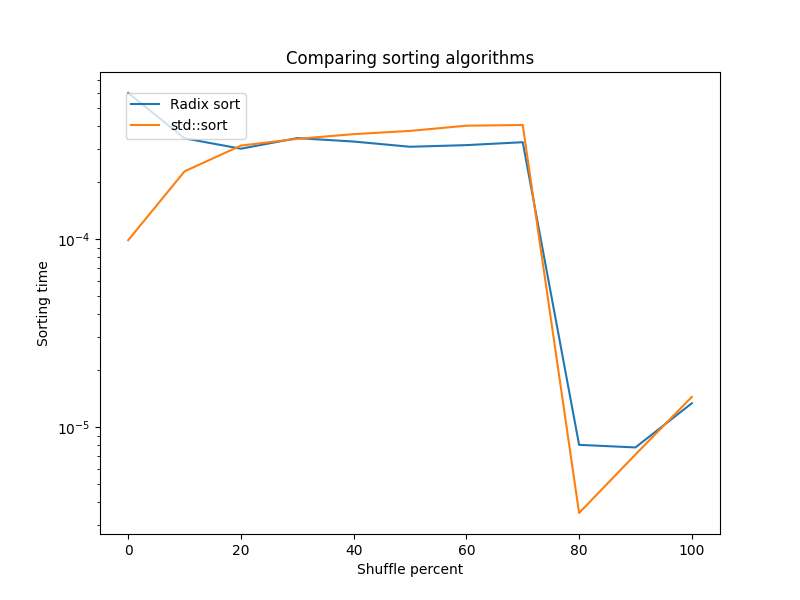 Comparing sorting algorithms
Radix sort
std::sort
10⁻⁴
10⁻⁵
Sorting time
0 20 40 60 80 100
Shuffle percent